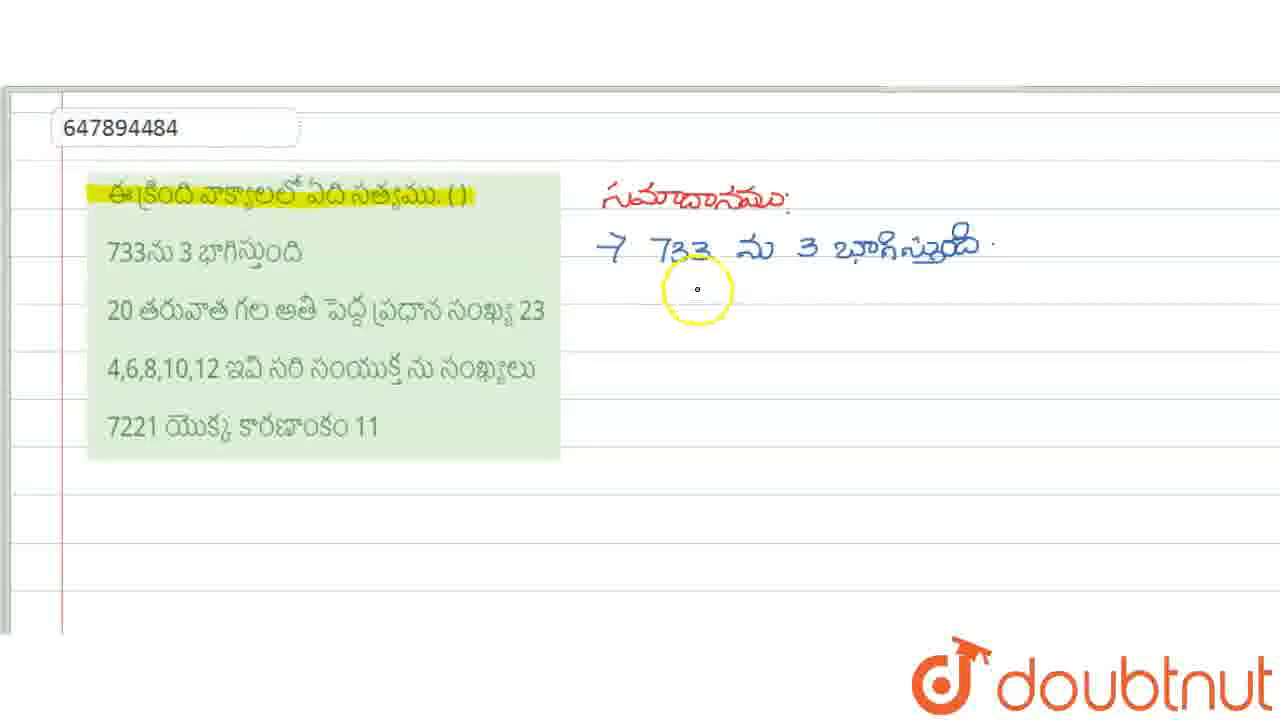 647894484
ఈ క్రింది వాక్యాలలో ఏది సత్యము. ()
733ను 3 భాగిస్తుంది
20 తరువాత గల అతి పెద్ద ప్రధాన సంఖ్య 23
4,6,8,10,12 ఇవి సరి సంయుక్త ను సంఖ్యలు
7221 యొక్క కారణాంకం 11
సమాదానము:
→ 733 ను 3 భాగిస్తుంది.
doubtnut